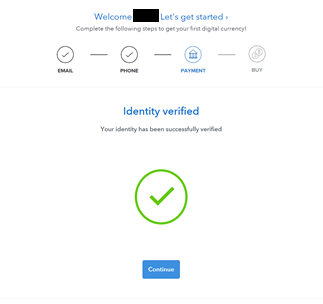 Welcome Let's get started ›
Complete the following steps to get your first digital currency!
EMAIL PHONE PAYMENT BUY
Identity verified
Your identity has been successfully verified
Continue